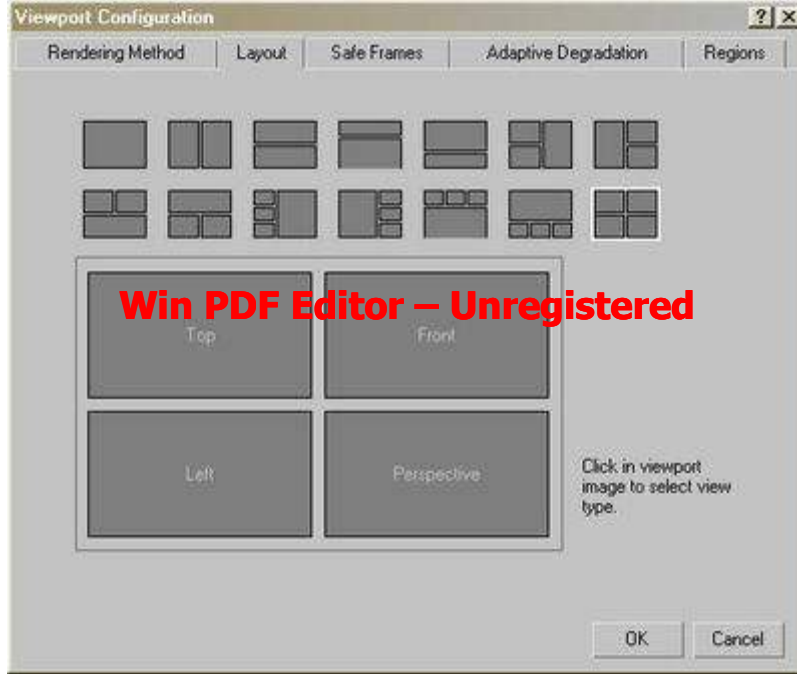 Viewport Configuration
? ×
Rendering Method Layout Safe Frames Adaptive Degradation Regions
Win PDF Editor – Unregistered
Top Front
Left Perspective
Click in viewport
image to select view
type.
OK Cancel